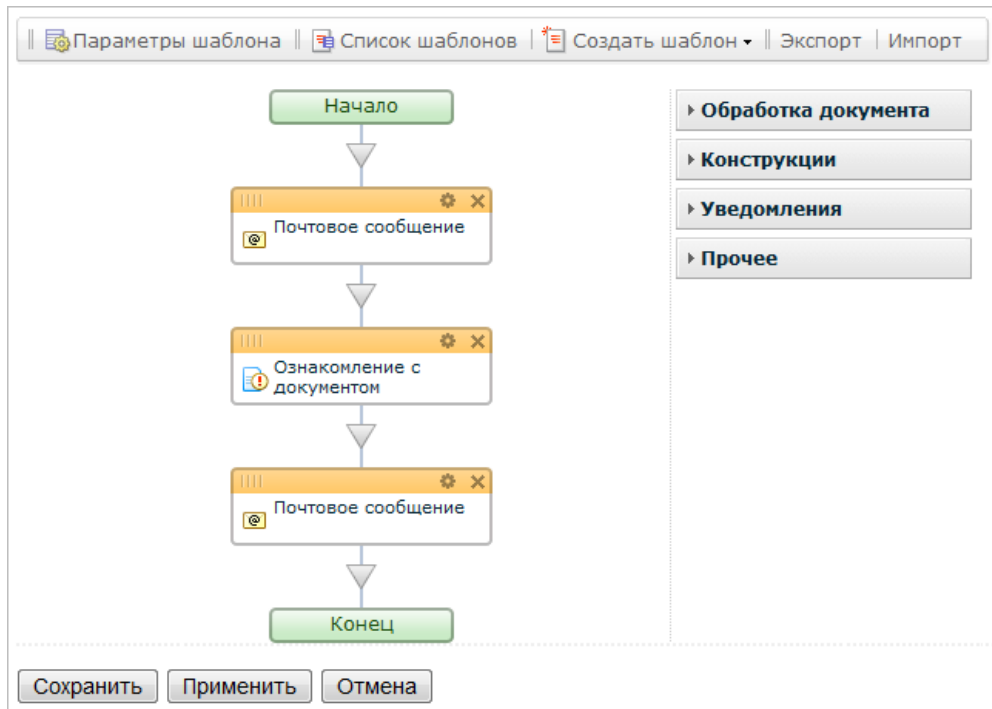 Параметры шаблона Список шаблонов Создать шаблон Экспорт Импорт
Начало
Почтовое сообщение
Ознакомление с
документом
Почтовое сообщение
Конец
Обработка документа
Конструкции
Уведомления
Прочее
Сохранить Применить Отмена